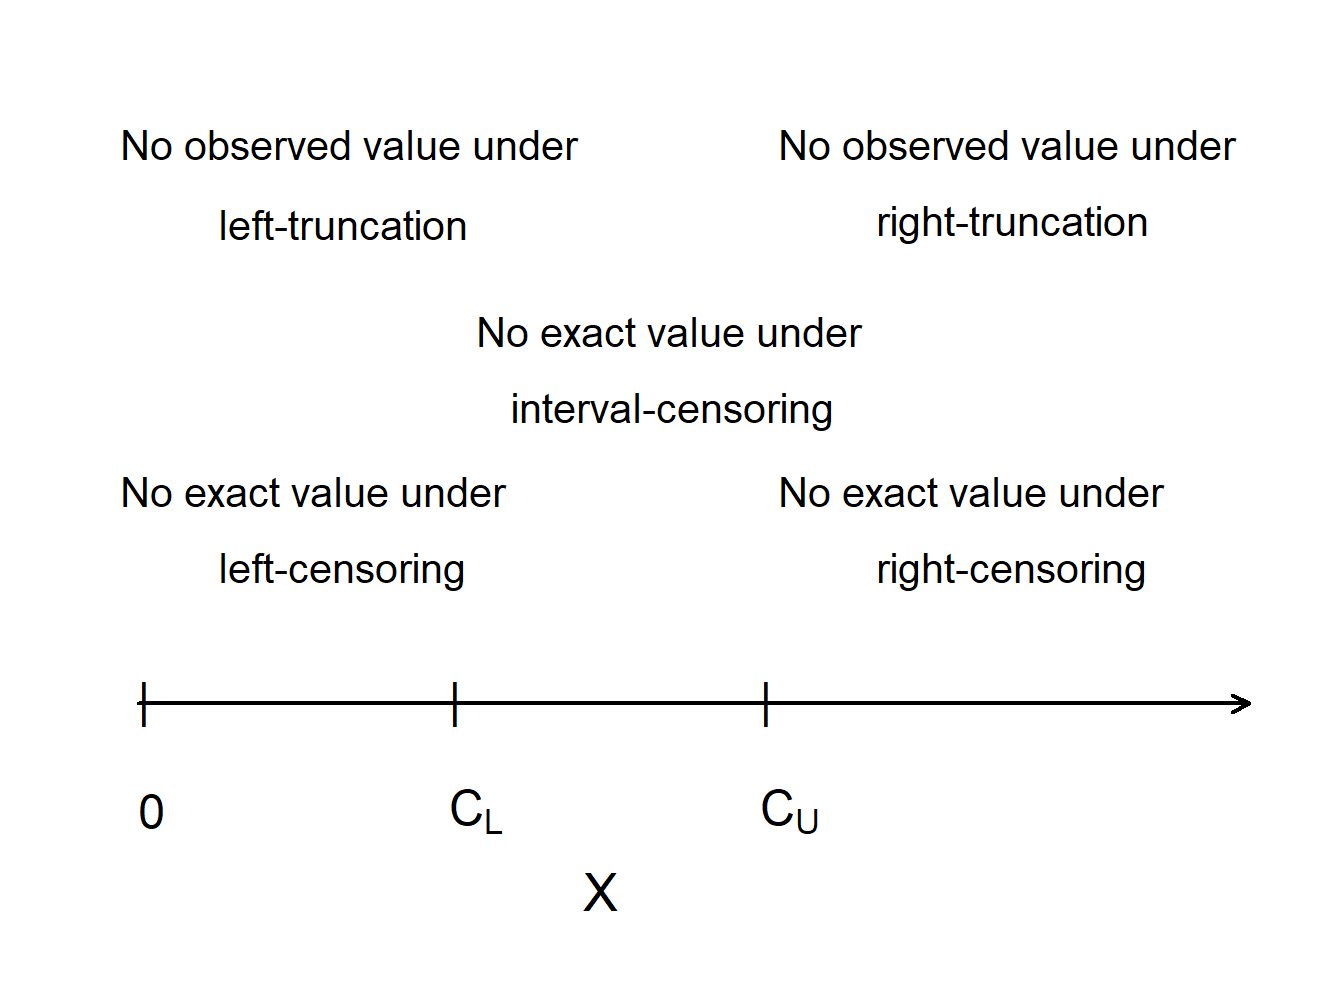 No observed value under
left-truncation
No observed value under
right-truncation
No exact value under
interval-censoring
No exact value under
left-censoring
No exact value under
right-censoring
0
C_L
C_U
X